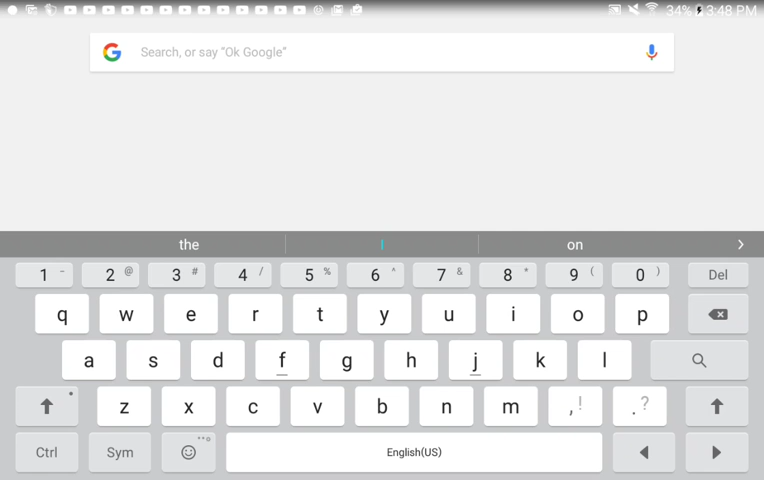 34% 3:48 PM
Search, or say “Ok Google”
the I on
1 - 2 @ 3 # 4 / 5 % 6 ^ 7 & 8 * 9 ( 0 ) Del
q w e r t y u i o p
a s d f g h j k l
z x c v b n m , ! . ?
Ctrl Sym English(US)